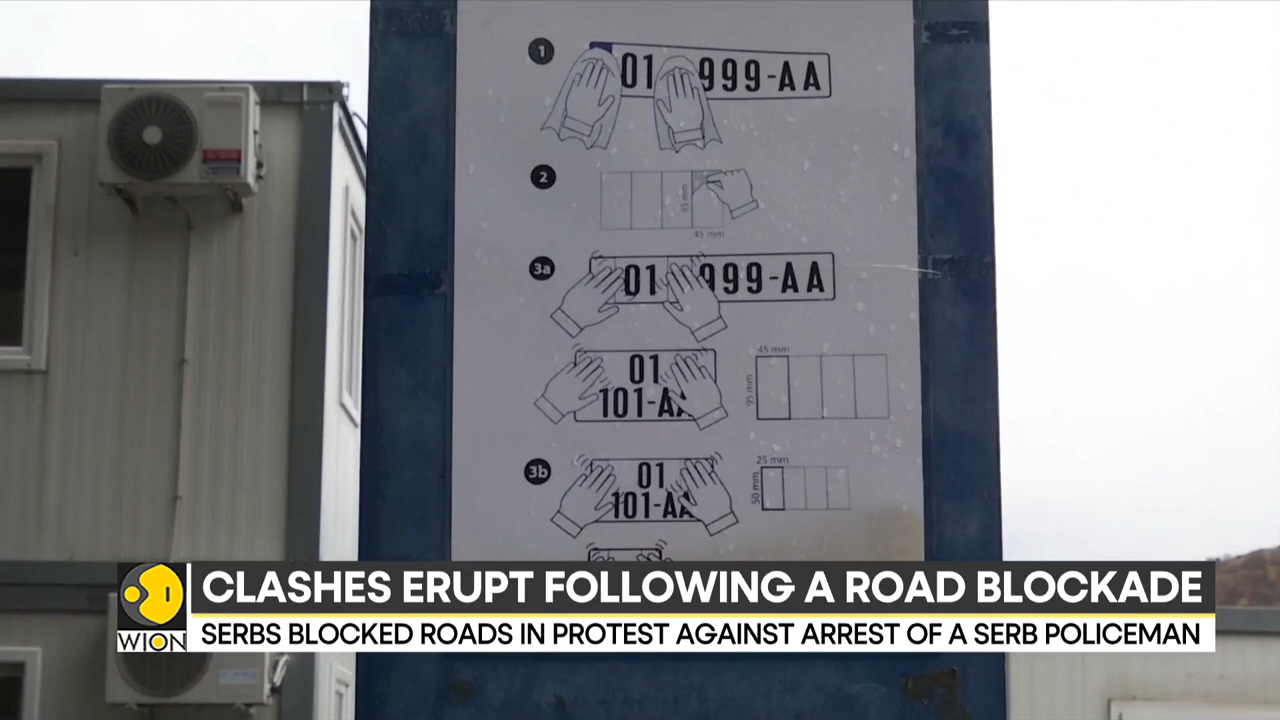 1
01 999-AA
2
95 mm
45 mm
3a
01 999-AA
45 mm
01
101-AA
95 mm
25 mm
3b
01
101-AA
50 mm
CLASHES ERUPT FOLLOWING A ROAD BLOCKADE
SERBS BLOCKED ROADS IN PROTEST AGAINST ARREST OF A SERB POLICEMAN
WION